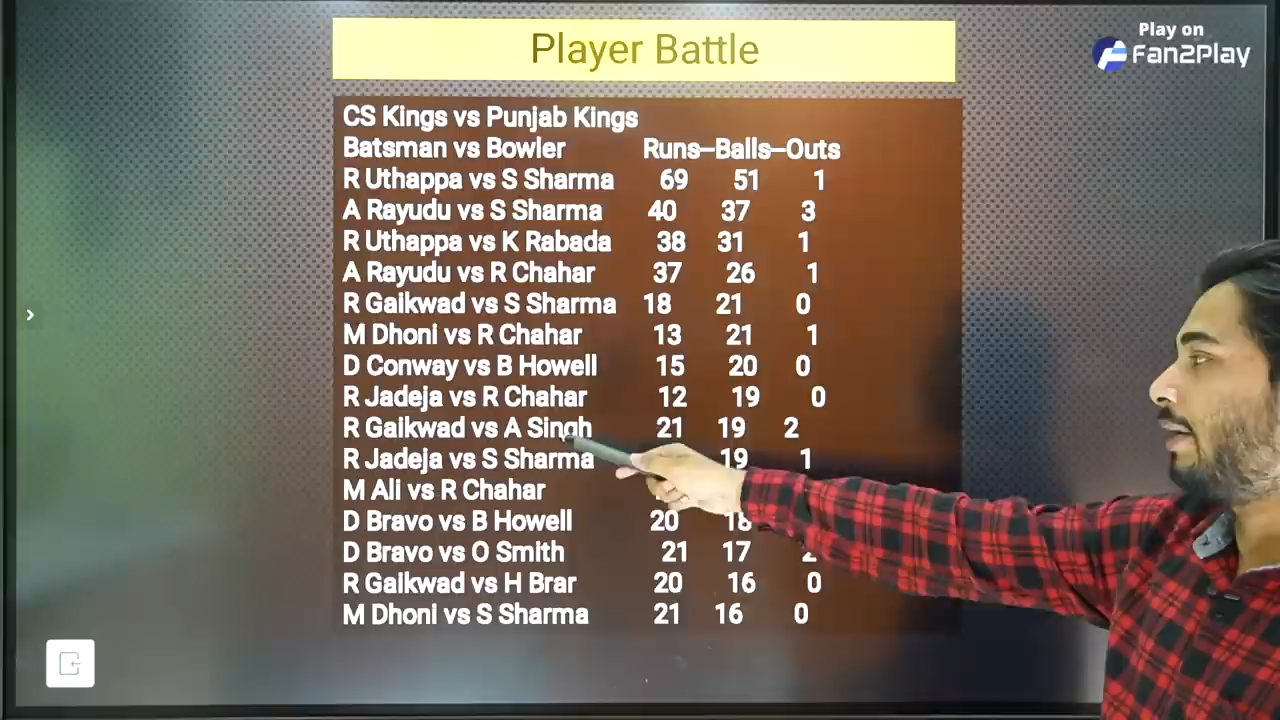 Player Battle
Play on
Fan2Play
CS Kings vs Punjab Kings
Batsman vs Bowler Runs–Balls–Outs
R Uthappa vs S Sharma 69 51 1
A Rayudu vs S Sharma 40 37 3
R Uthappa vs K Rabada 38 31 1
A Rayudu vs R Chahar 37 26 1
R Gaikwad vs S Sharma 18 21 0
M Dhoni vs R Chahar 13 21 1
D Conway vs B Howell 15 20 0
R Jadeja vs R Chahar 12 19 0
R Gaikwad vs A Singh 21 19 2
R Jadeja vs S Sharma 19 1
M Ali vs R Chahar
D Bravo vs B Howell 20 18
D Bravo vs O Smith 21 17 2
R Gaikwad vs H Brar 20 16 0
M Dhoni vs S Sharma 21 16 0